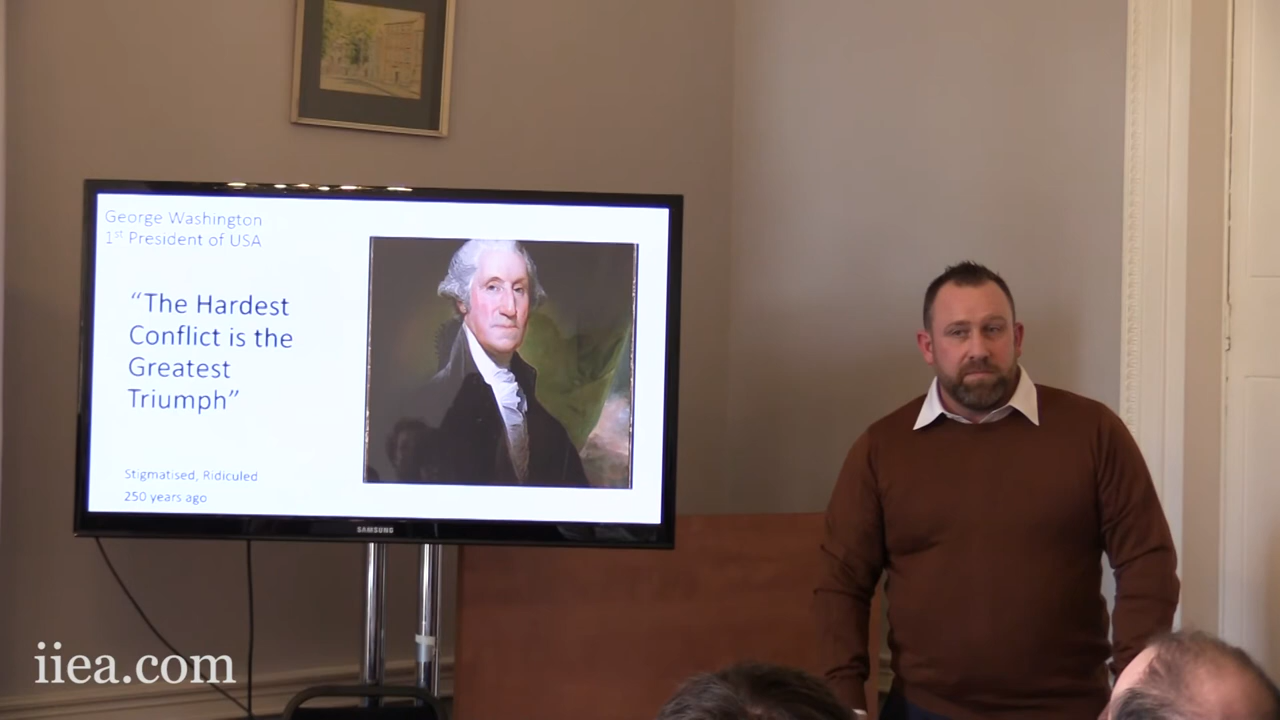 George Washington
1st President of USA
“The Hardest
Conflict is the
Greatest
Triumph”
Stigmatised, Ridiculed
250 years ago
SAMSUNG
iiea.com